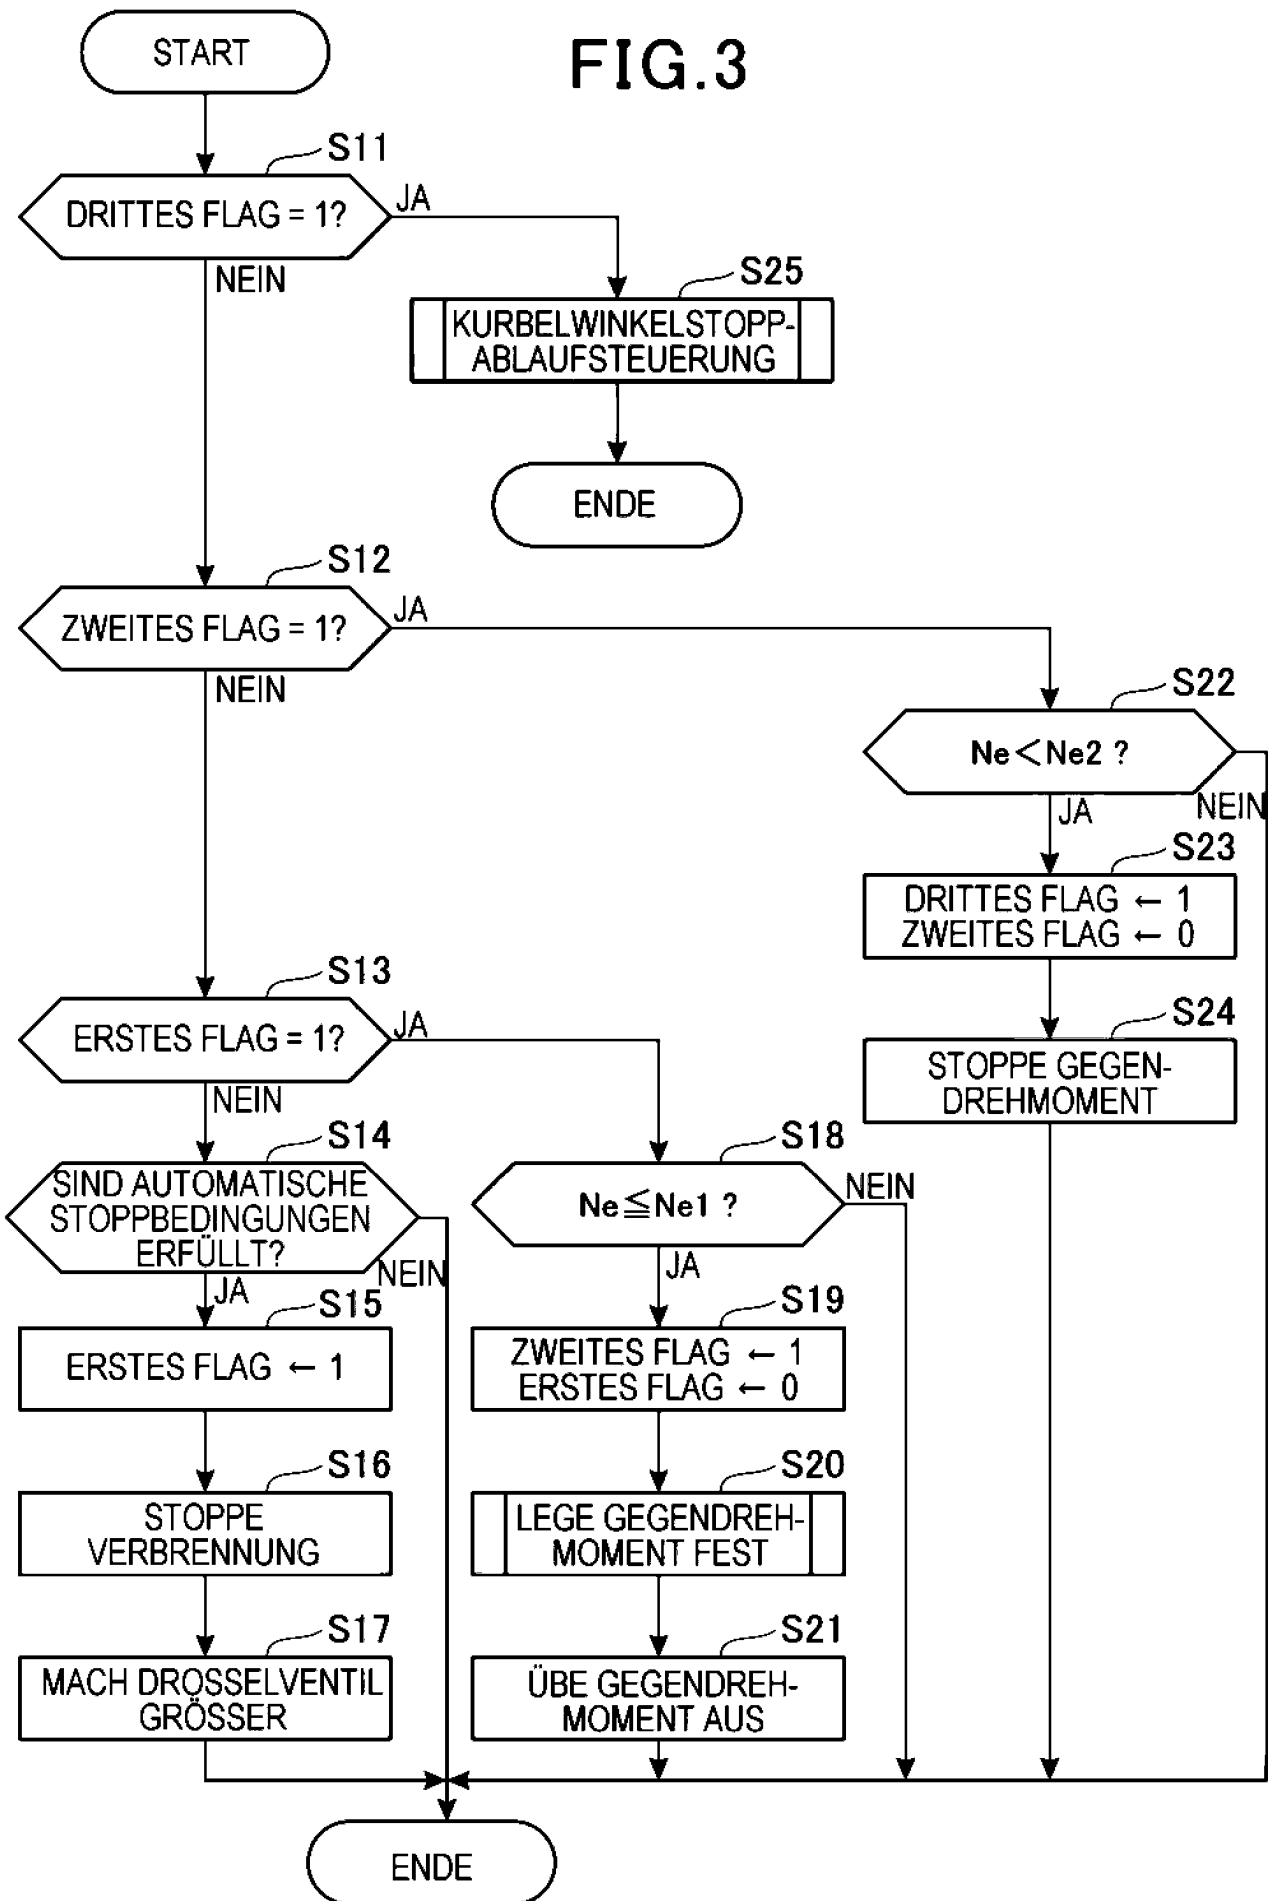 START
FIG.3
S11
DRITTES FLAG = 1?
JA
NEIN
S25
KURBELWINKELSTOPP-
ABLAUFSTEUERUNG
ENDE
S12
ZWEITES FLAG = 1?
JA
NEIN
S22
Ne<Ne2 ?
JA
NEIN
S23
DRITTES FLAG ← 1
ZWEITES FLAG ← 0
S24
STOPPE GEGEN-
DREHMOMENT
S13
ERSTES FLAG = 1?
JA
NEIN
S14
SIND AUTOMATISCHE
STOPPBEDINGUNGEN
ERFÜLLT?
NEIN
JA
S15
ERSTES FLAG ← 1
S16
STOPPE
VERBRENNUNG
S17
MACH DROSSELVENTIL
GRÖSSER
S18
Ne≦Ne1 ?
NEIN
JA
S19
ZWEITES FLAG ← 1
ERSTES FLAG ← 0
S20
LEGE GEGENDREH-
MOMENT FEST
S21
ÜBE GEGENDREH-
MOMENT AUS
ENDE